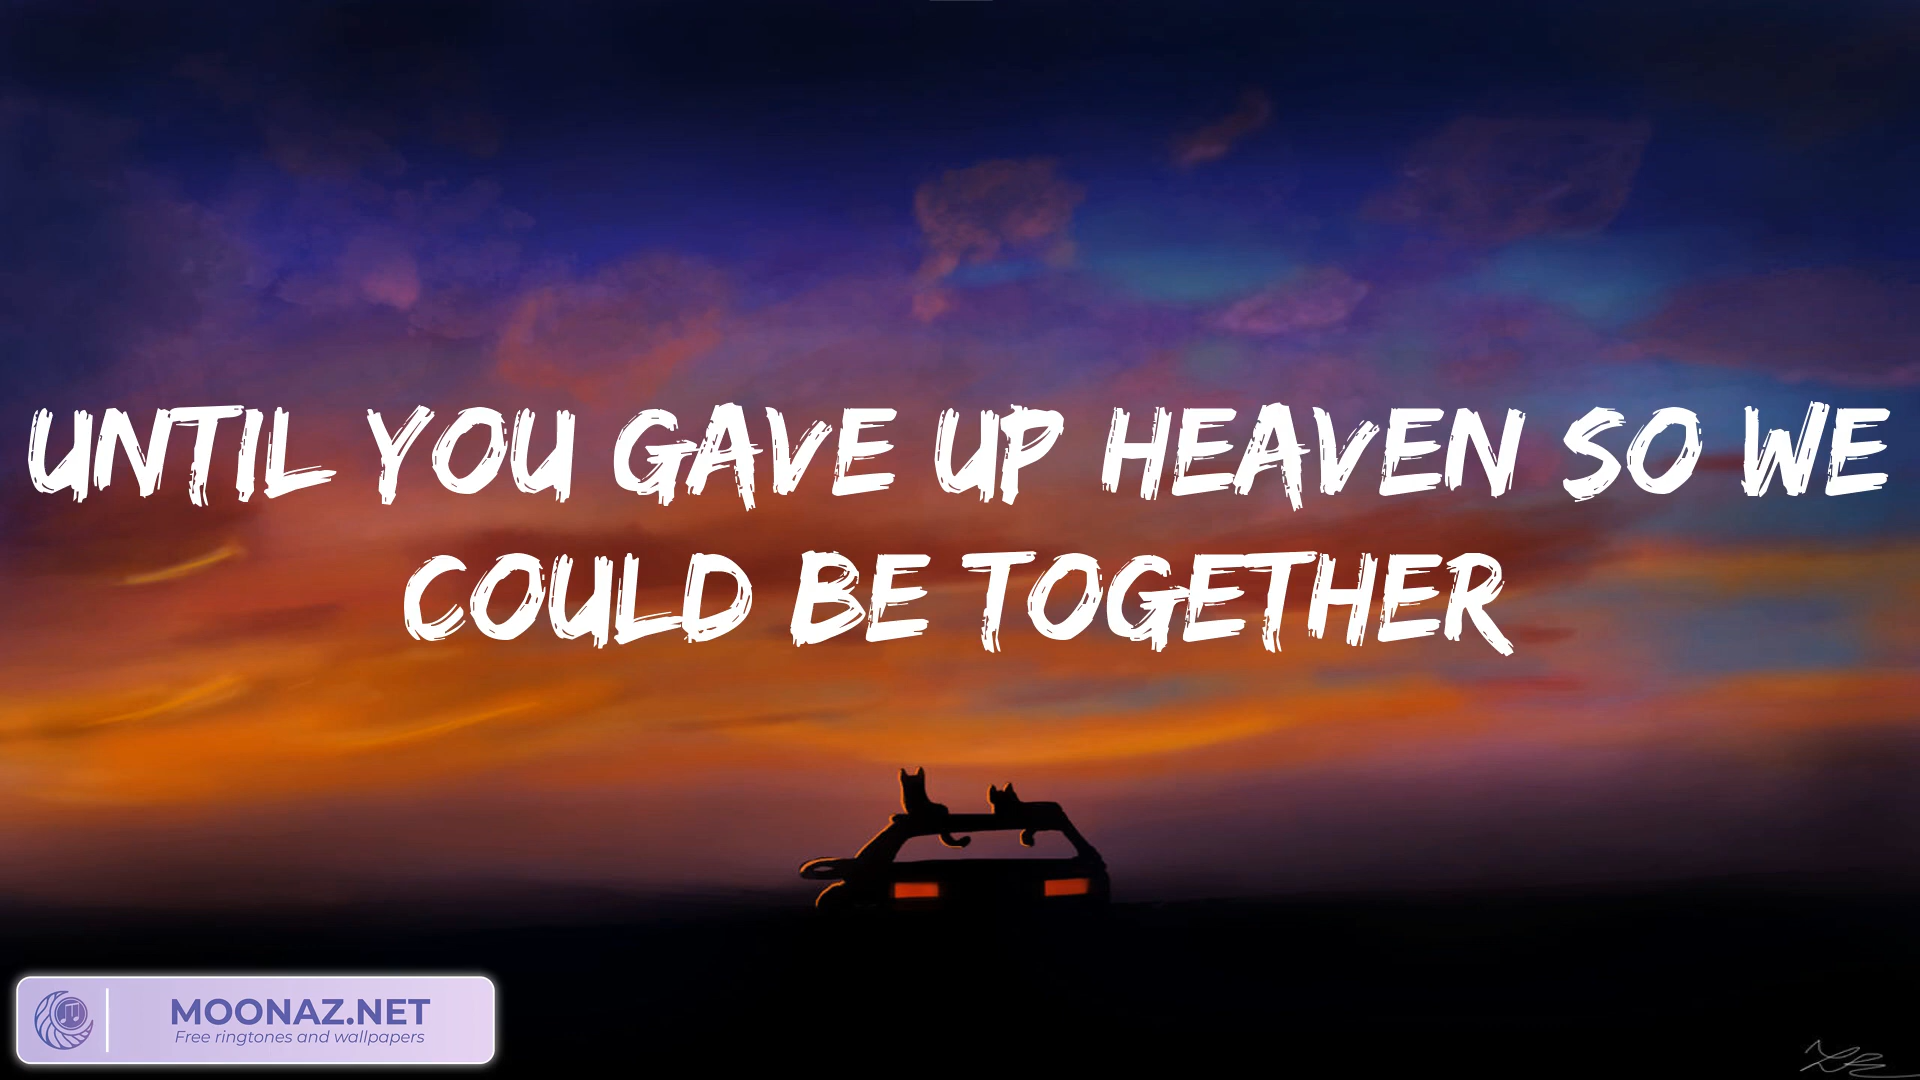 UNTIL YOU GAVE UP HEAVEN SO WE
COULD BE TOGETHER
MOONAZ.NET
Free ringtones and wallpapers